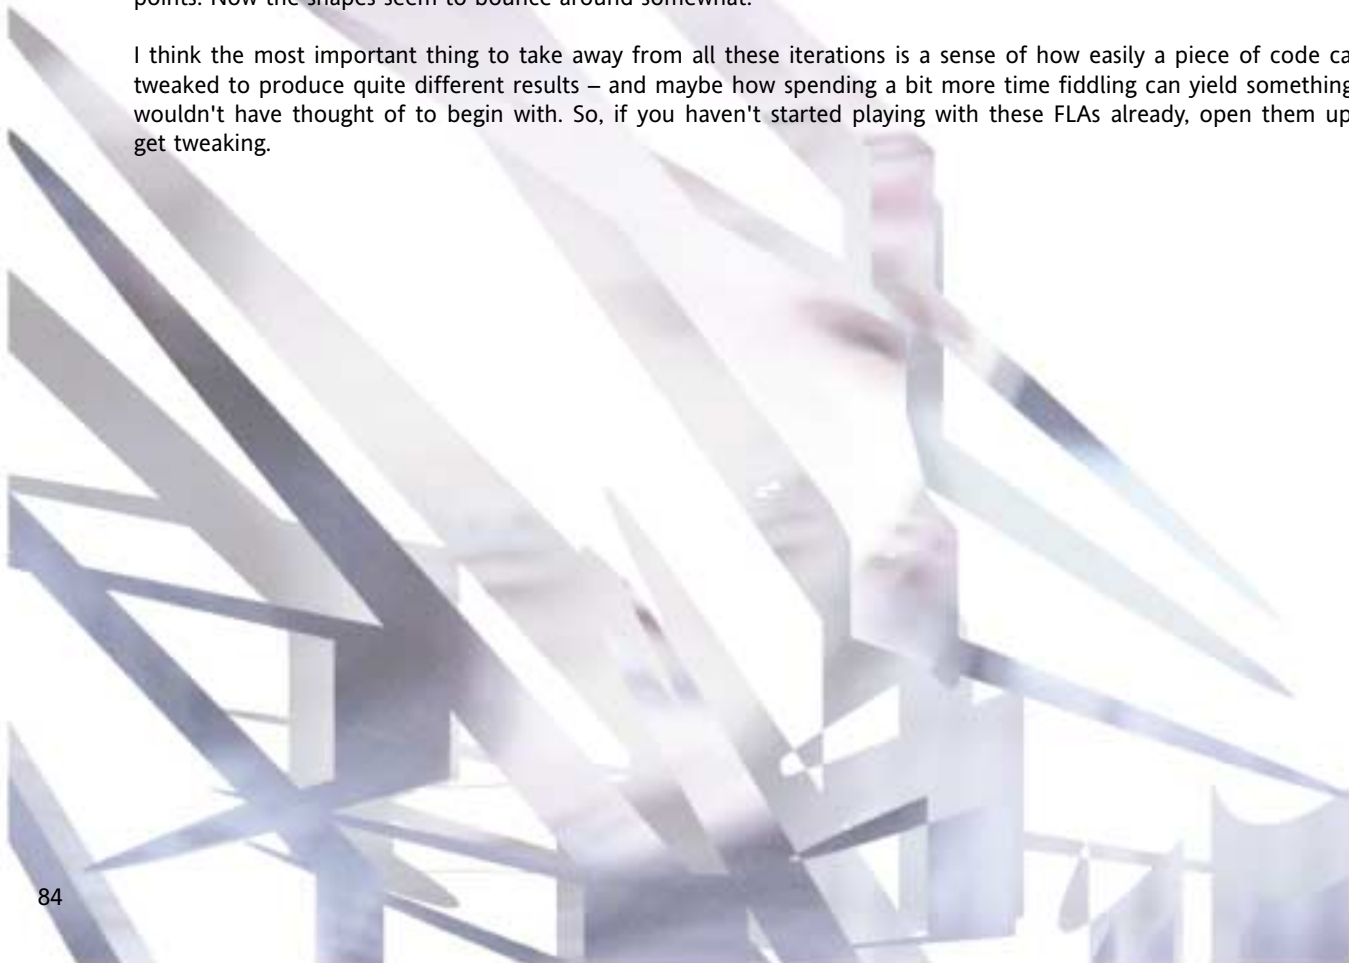 points. Now the shapes seem to bounce around somewhat.
I think the most important thing to take away from all these iterations is a sense of how easily a piece of code ca
tweaked to produce quite different results – and maybe how spending a bit more time fiddling can yield something
wouldn't have thought of to begin with. So, if you haven't started playing with these FLAs already, open them up
get tweaking.
84